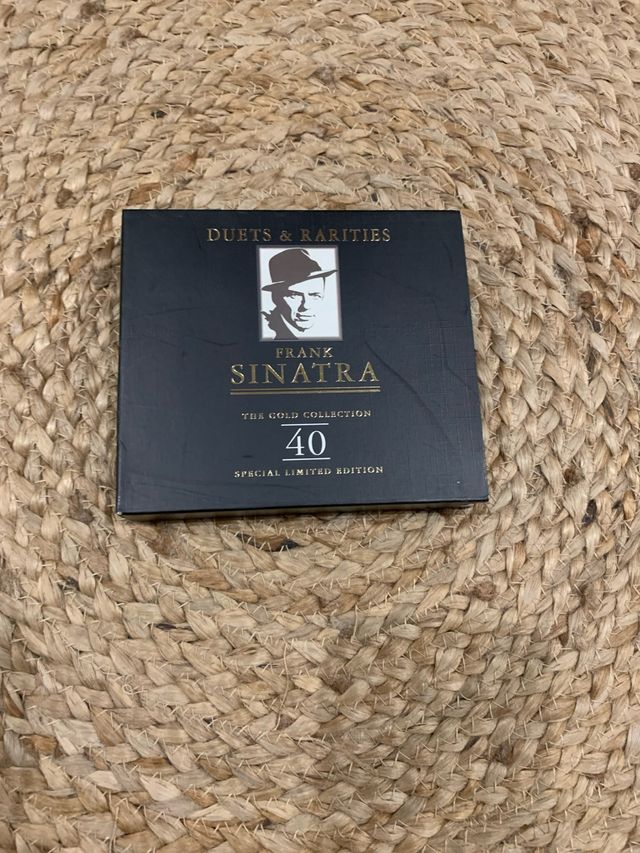 DUETS & RARITIES
FRANK
SINATRA
THE GOLD COLLECTION
40
SPECIAL LIMITED EDITION